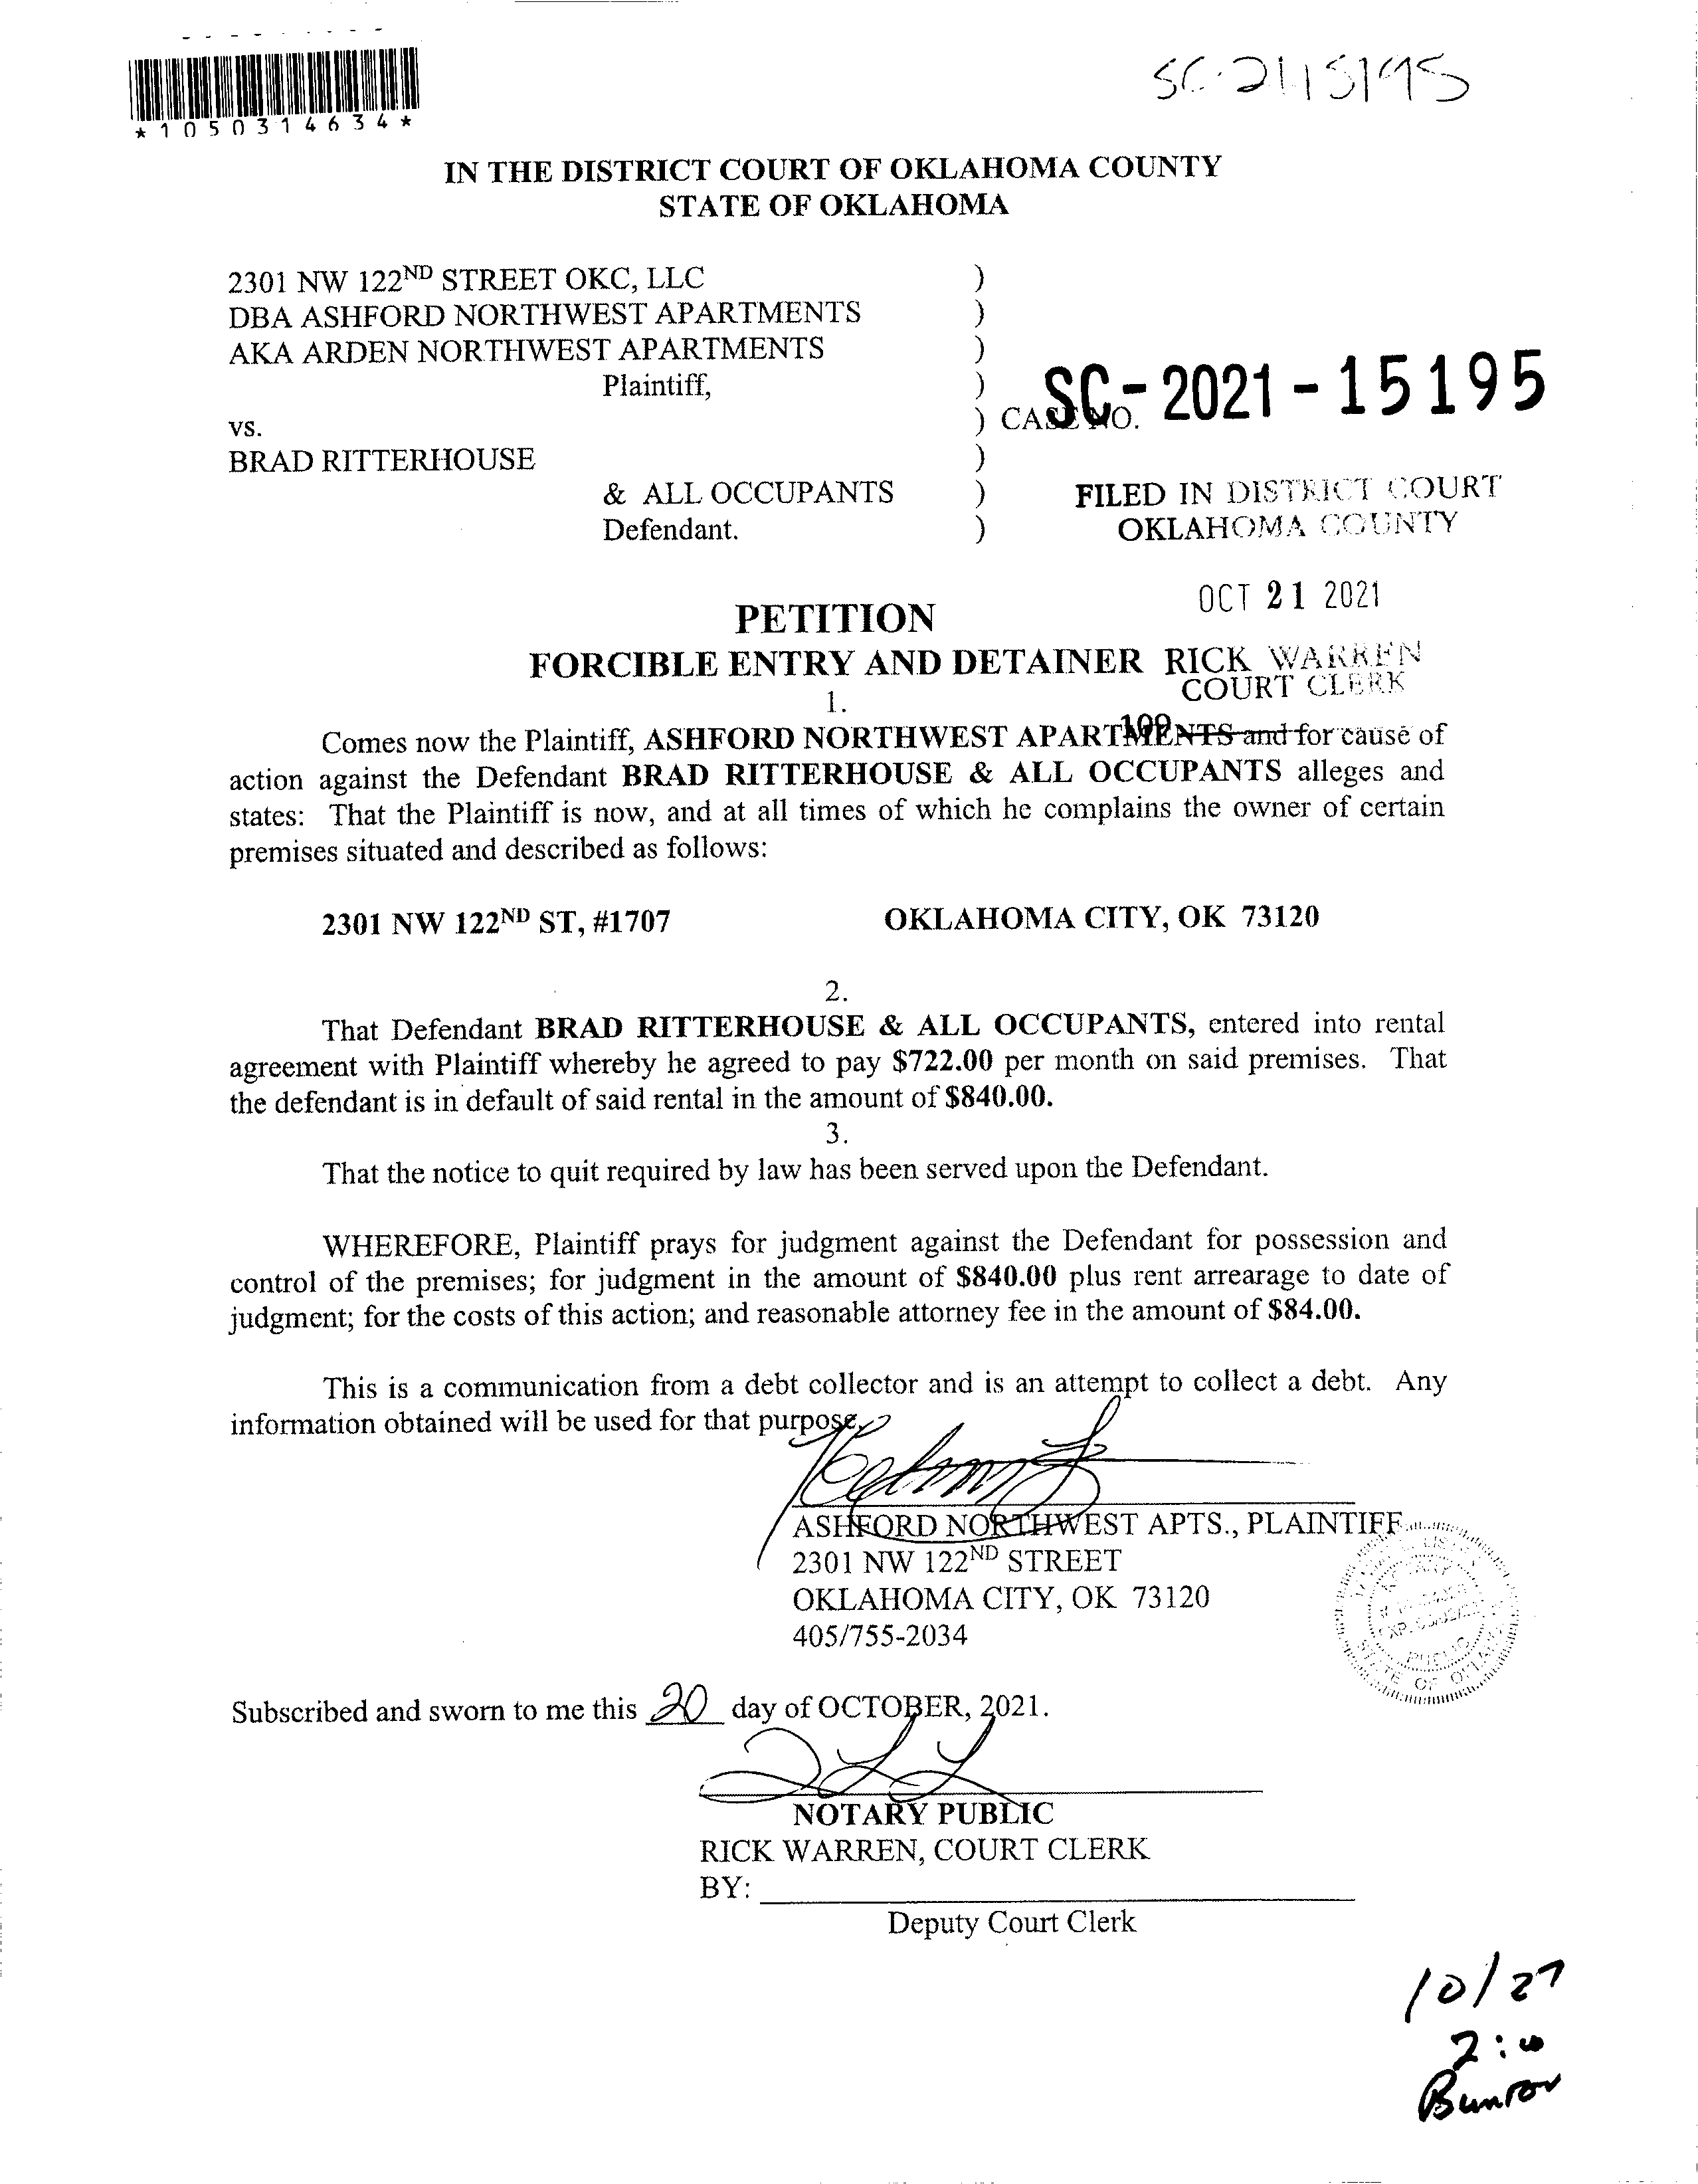 *1050314634*
SC-2115195
IN THE DISTRICT COURT OF OKLAHOMA COUNTY
STATE OF OKLAHOMA
2301 NW 122ND STREET OKC, LLC )
DBA ASHFORD NORTHWEST APARTMENTS )
AKA ARDEN NORTHWEST APARTMENTS )
Plaintiff, )
SC-2021-15195
vs. ) CASE NO.
BRAD RITTERHOUSE )
& ALL OCCUPANTS )
Defendant. )
FILED IN DISTRICT COURT
OKLAHOMA COUNTY
OCT 21 2021
PETITION
FORCIBLE ENTRY AND DETAINER
RICK WARREN
COURT CLERK
109
1.
Comes now the Plaintiff, ASHFORD NORTHWEST APARTMENTS and for cause of
action against the Defendant BRAD RITTERHOUSE & ALL OCCUPANTS alleges and
states: That the Plaintiff is now, and at all times of which he complains the owner of certain
premises situated and described as follows:
2301 NW 122ND ST, #1707 OKLAHOMA CITY, OK 73120
2.
That Defendant BRAD RITTERHOUSE & ALL OCCUPANTS, entered into rental
agreement with Plaintiff whereby he agreed to pay $722.00 per month on said premises. That
the defendant is in default of said rental in the amount of $840.00.
3.
That the notice to quit required by law has been served upon the Defendant.
WHEREFORE, Plaintiff prays for judgment against the Defendant for possession and
control of the premises; for judgment in the amount of $840.00 plus rent arrearage to date of
judgment; for the costs of this action; and reasonable attorney fee in the amount of $84.00.
This is a communication from a debt collector and is an attempt to collect a debt. Any
information obtained will be used for that purpose.
ASHFORD NORTHWEST APTS., PLAINTIFF
2301 NW 122ND STREET
OKLAHOMA CITY, OK 73120
405/755-2034
NOTARY
EXP.
PUBLIC
STATE OF OKLAHOMA
Subscribed and sworn to me this 20 day of OCTOBER, 2021.
NOTARY PUBLIC
RICK WARREN, COURT CLERK
BY:
Deputy Court Clerk
10/27
2:00